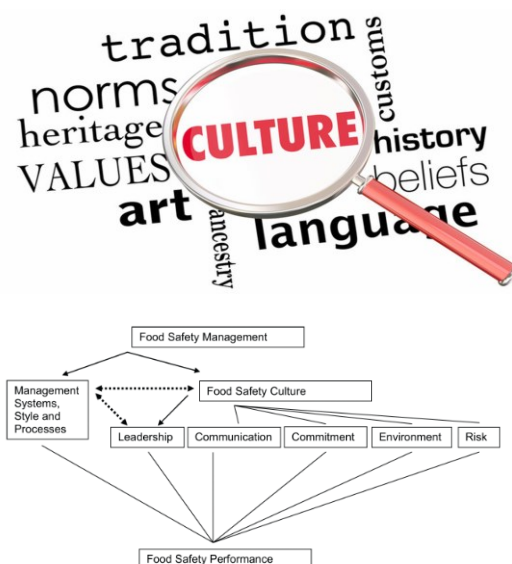 tradition
customs
norms
heritage
CULTURE
history
VALUES
beliefs
art
ancestry
language
Food Safety Management
Management
Systems,
Style and
Processes
Food Safety Culture
Leadership
Communication
Commitment
Environment
Risk
Food Safety Performance